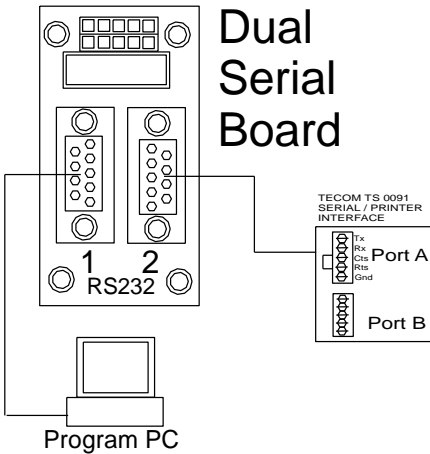 Dual
Serial
Board
TECOM TS 0091
SERIAL / PRINTER
INTERFACE
Tx
Rx
Cts
Rts
Gnd
Port A
Port B
1 2
RS232
Program PC